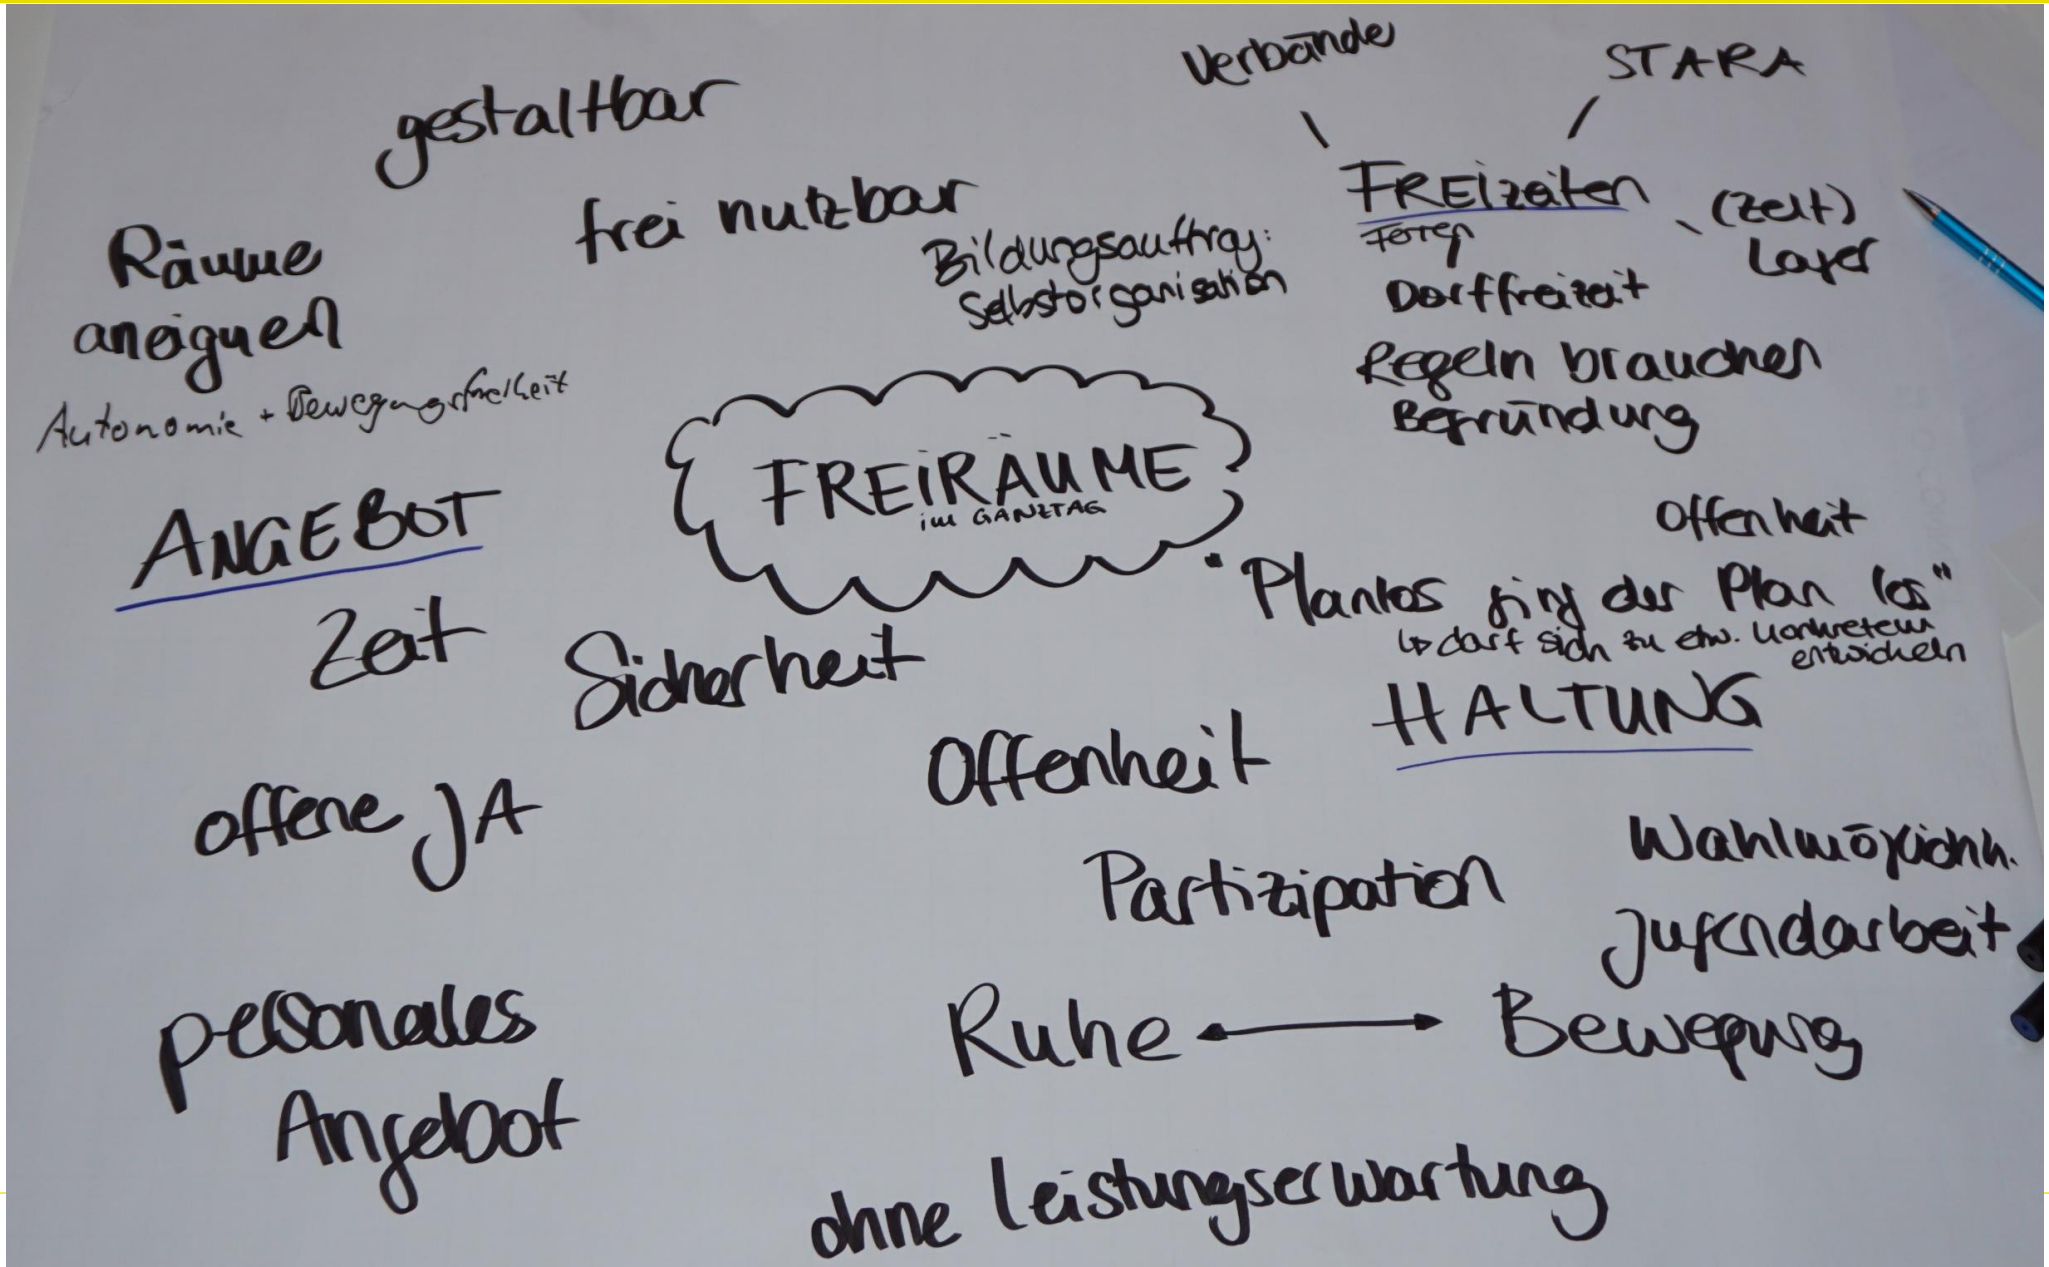 Verbände
STARA
gestaltbar
FREIzeiten
(Zelt)
Lager
frei nutzbar
Ferien
Bildungsauftrag:
Selbstorganisation
Dorffreizeit
Räume
aneignen
Regeln brauchen
Begründung
Autonomie + Bewegungsfreiheit
FREIRÄUME
im GANZTAG
ANGEBOT
Offenheit
"Planlos ging der Plan los"
↳ darf sich zu etw. Konkretem
entwickeln
Zeit
Sicherheit
HALTUNG
Offenheit
offene JA
Wahlmöglichk.
Partizipation
Jugendarbeit
personales
Angebot
Ruhe ↔ Bewegung
ohne Leistungserwartung